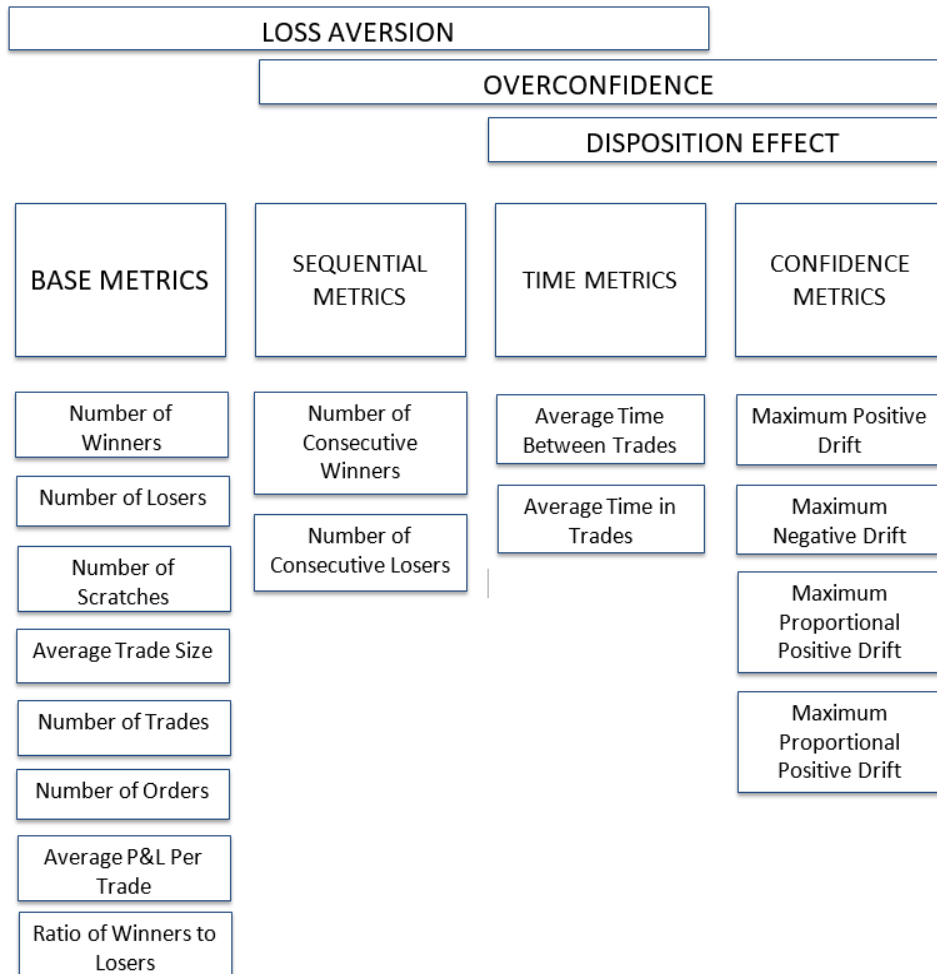 LOSS AVERSION
OVERCONFIDENCE
DISPOSITION EFFECT
BASE METRICS
SEQUENTIAL
METRICS
TIME METRICS
CONFIDENCE
METRICS
Number of
Winners
Number of Losers
Number of
Scratches
Average Trade Size
Number of Trades
Number of Orders
Average P&L Per
Trade
Ratio of Winners to
Losers
Number of
Consecutive
Winners
Number of
Consecutive Losers
Average Time
Between Trades
Average Time in
Trades
Maximum Positive
Drift
Maximum
Negative Drift
Maximum
Proportional
Positive Drift
Maximum
Proportional
Positive Drift